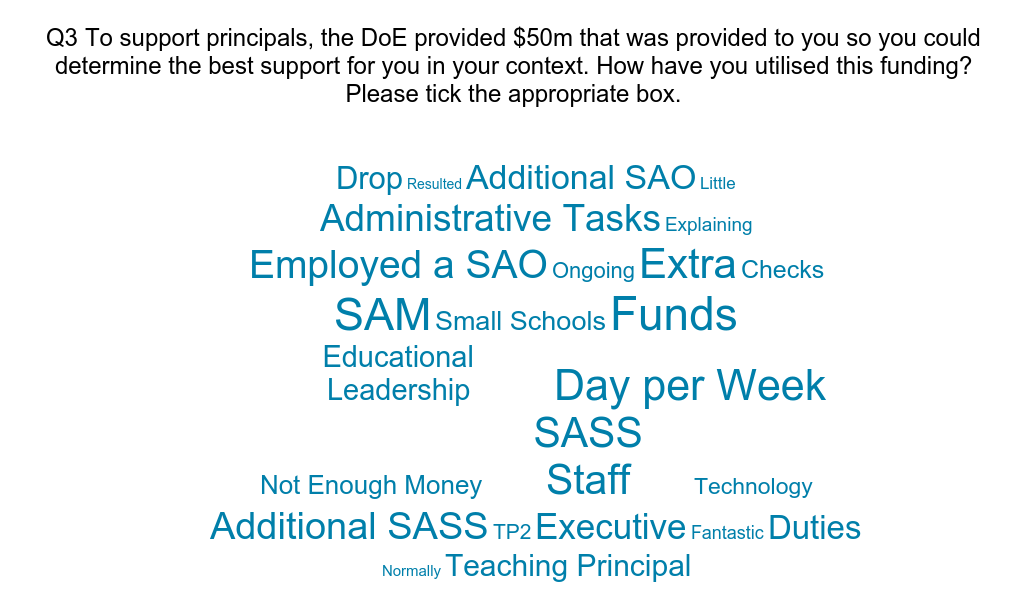 Q3 To support principals, the DoE provided $50m that was provided to you so you could
determine the best support for you in your context. How have you utilised this funding?
Please tick the appropriate box.
Drop Resulted Additional SAO Little
Administrative Tasks Explaining
Employed a SAO Ongoing Extra Checks
SAM Small Schools Funds
Educational
Leadership Day per Week
SASS
Not Enough Money Staff Technology
Additional SASS TP2 Executive Fantastic Duties
Normally Teaching Principal